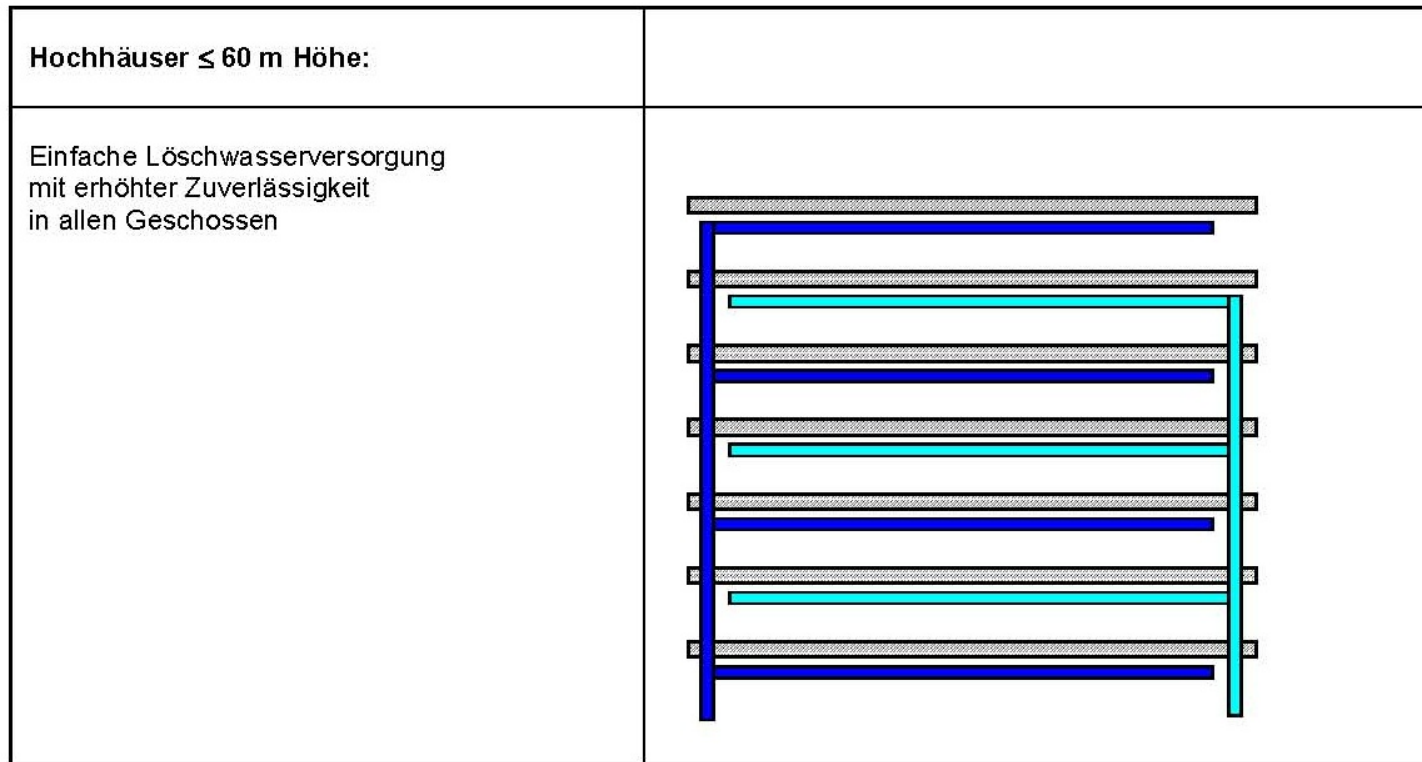 Hochhäuser ≤ 60 m Höhe:
Einfache Löschwasserversorgung
mit erhöhter Zuverlässigkeit
in allen Geschossen